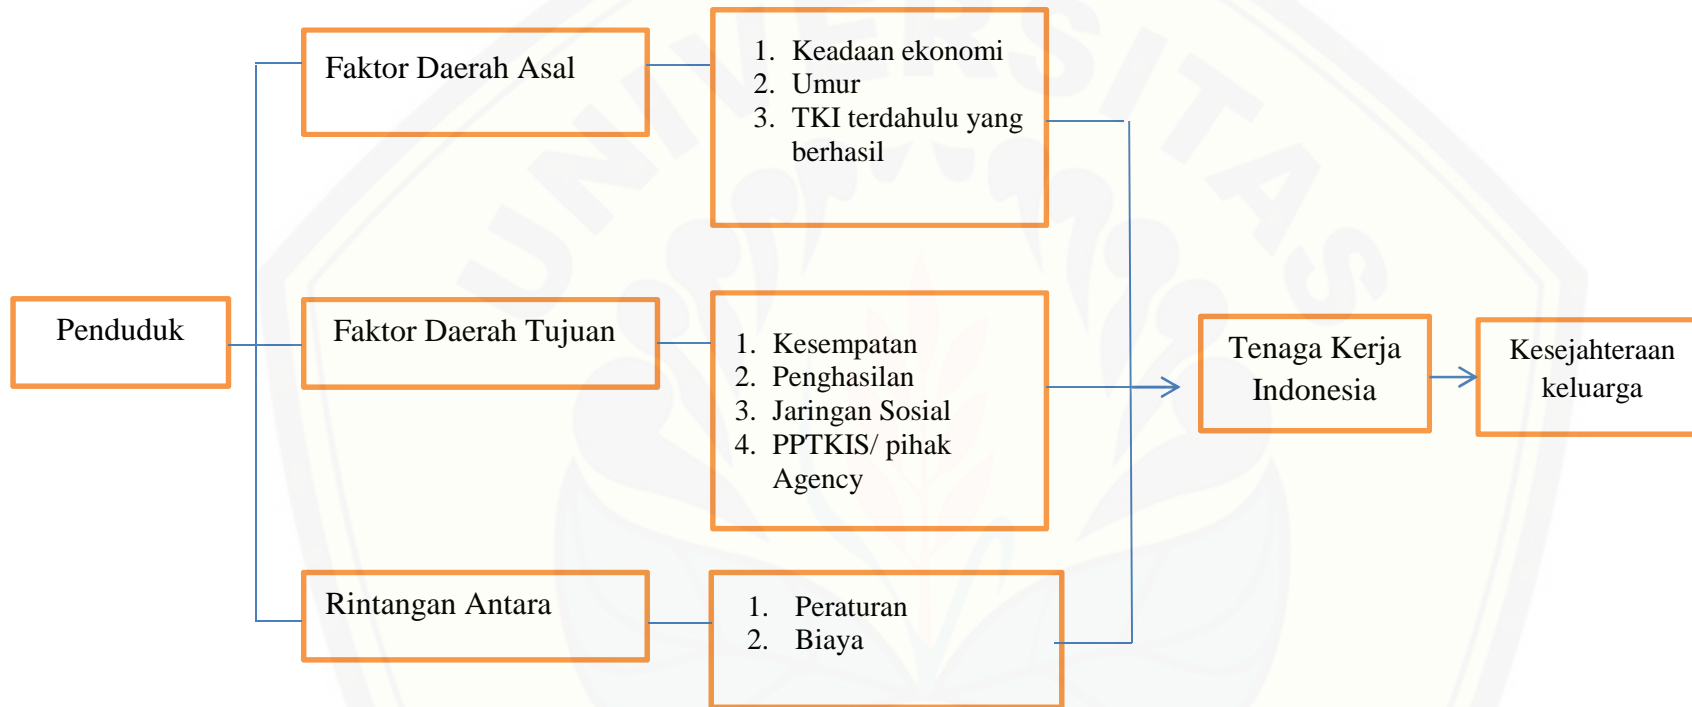 UNIVERSITAS
Penduduk
Faktor Daerah Asal
1. Keadaan ekonomi
2. Umur
3. TKI terdahulu yang
berhasil
Faktor Daerah Tujuan
1. Kesempatan
2. Penghasilan
3. Jaringan Sosial
4. PPTKIS/ pihak
Agency
Rintangan Antara
1. Peraturan
2. Biaya
Tenaga Kerja
Indonesia
Kesejahteraan
keluarga